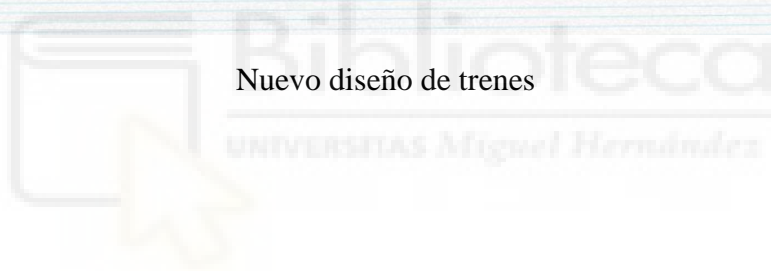 Biblioteca
Nuevo diseño de trenes
UNIVERSITAS Miguel Hernández